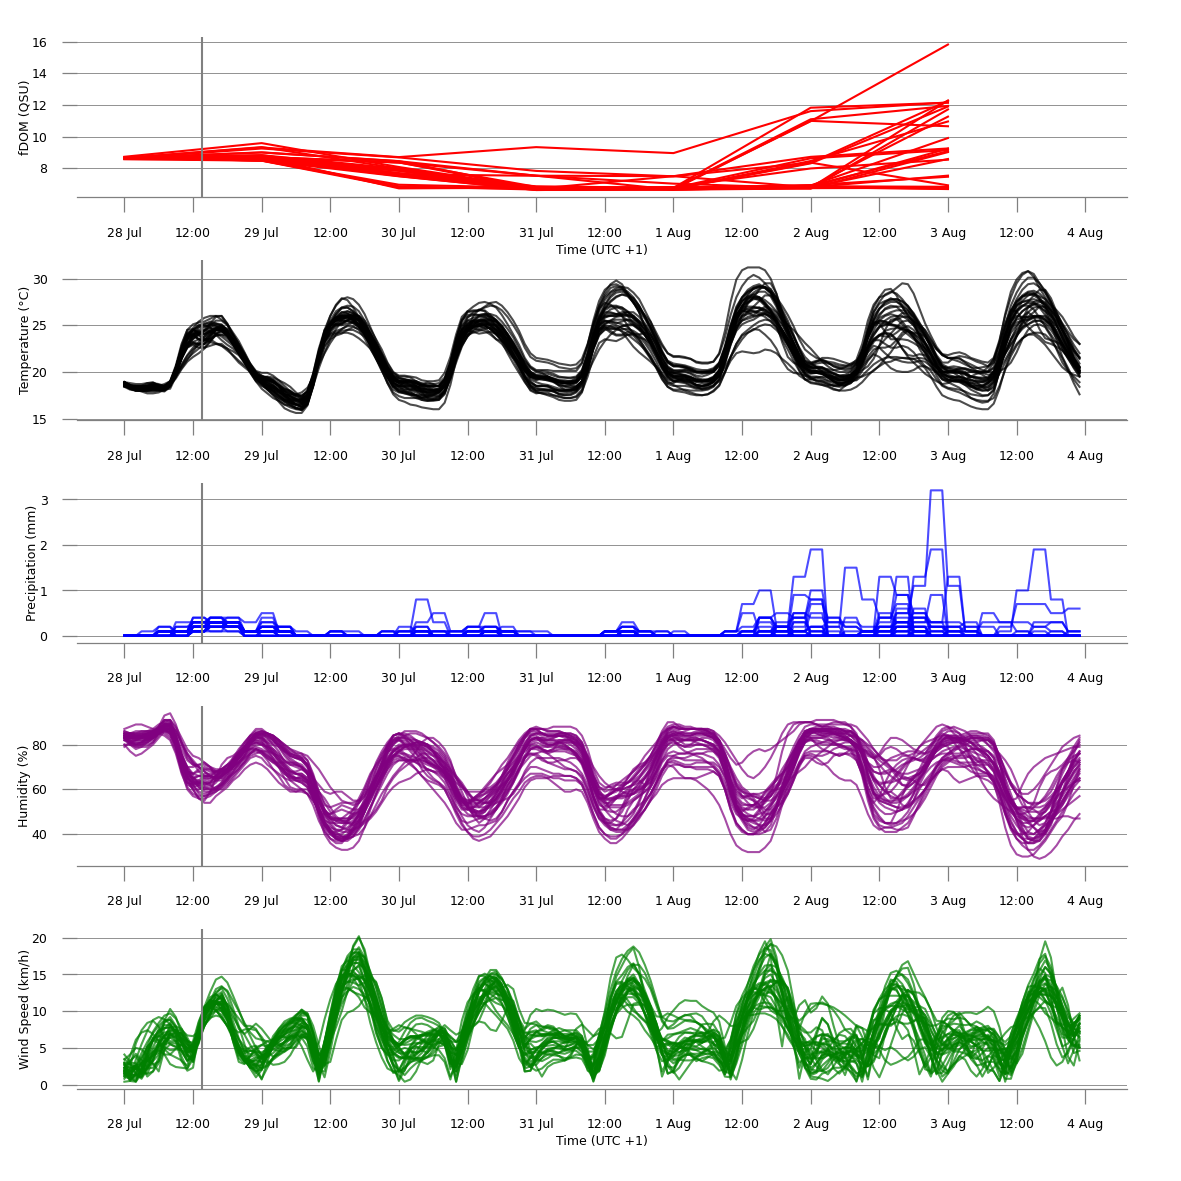 16
14
12
10
8
fDOM (QSU)
28 Jul 12:00 29 Jul 12:00 30 Jul 12:00 31 Jul 12:00 1 Aug 12:00 2 Aug 12:00 3 Aug 12:00 4 Aug
Time (UTC +1)
30
25
20
15
Temperature (°C)
28 Jul 12:00 29 Jul 12:00 30 Jul 12:00 31 Jul 12:00 1 Aug 12:00 2 Aug 12:00 3 Aug 12:00 4 Aug
3
2
1
0
Precipitation (mm)
28 Jul 12:00 29 Jul 12:00 30 Jul 12:00 31 Jul 12:00 1 Aug 12:00 2 Aug 12:00 3 Aug 12:00 4 Aug
80
60
40
Humidity (%)
28 Jul 12:00 29 Jul 12:00 30 Jul 12:00 31 Jul 12:00 1 Aug 12:00 2 Aug 12:00 3 Aug 12:00 4 Aug
20
15
10
5
0
Wind Speed (km/h)
28 Jul 12:00 29 Jul 12:00 30 Jul 12:00 31 Jul 12:00 1 Aug 12:00 2 Aug 12:00 3 Aug 12:00 4 Aug
Time (UTC +1)